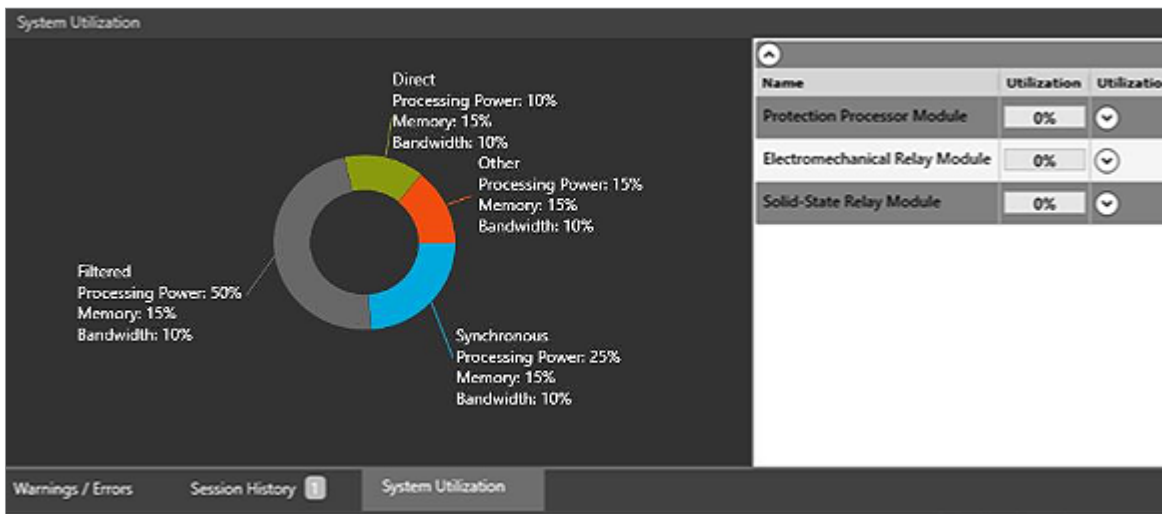 System Utilization
Direct
Processing Power: 10%
Memory: 15%
Bandwidth: 10%
Other
Processing Power: 15%
Memory: 15%
Bandwidth: 10%
Filtered
Processing Power: 50%
Memory: 15%
Bandwidth: 10%
Synchronous
Processing Power: 25%
Memory: 15%
Bandwidth: 10%
Name Utilization Utilizatio
Protection Processor Module 0%
Electromechanical Relay Module 0%
Solid-State Relay Module 0%
Warnings / Errors Session History 1 System Utilization